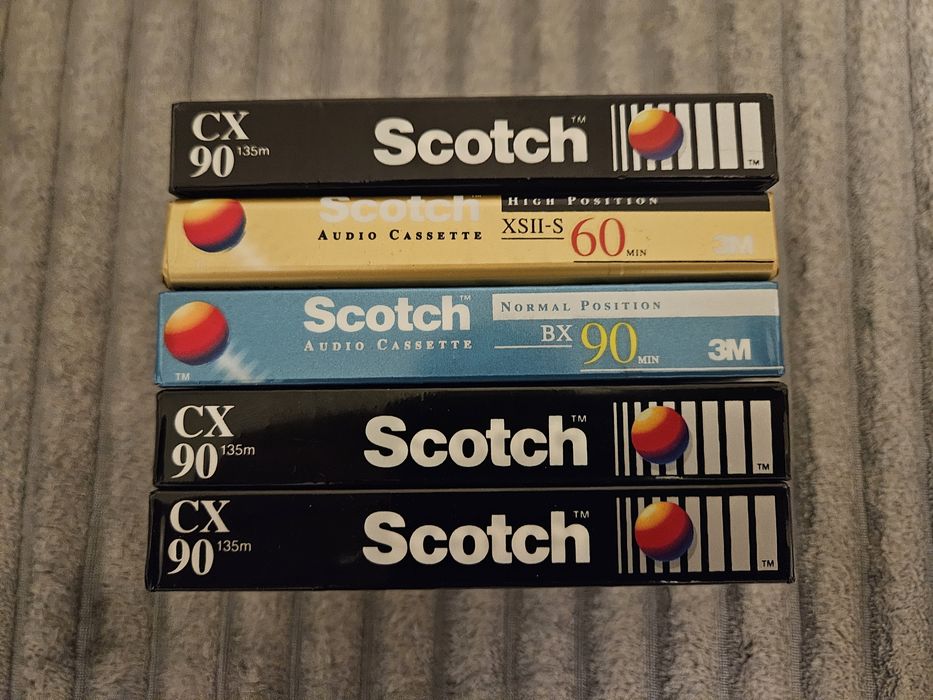 CX
90 135m
Scotch™
™
Scotch™
HIGH POSITION
AUDIO CASSETTE
XSII-S 60 MIN
3M
Scotch™
NORMAL POSITION
AUDIO CASSETTE
BX 90 MIN
3M
TM
CX
90 135m
Scotch™
™
CX
90 135m
Scotch™
™